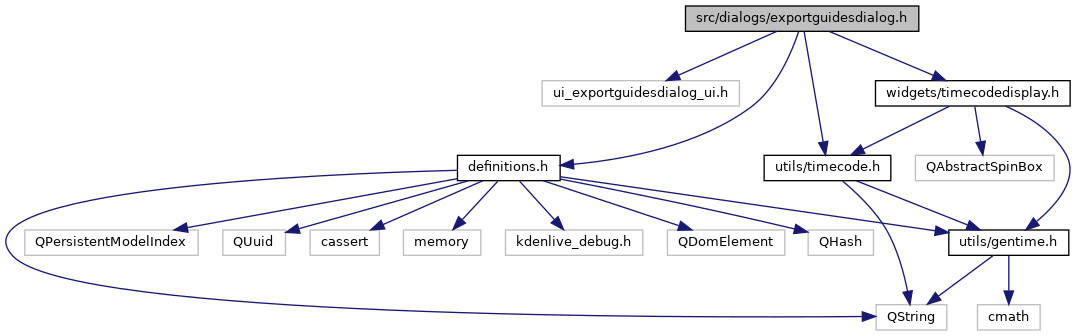 src/dialogs/exportguidesdialog.h
ui_exportguidesdialog_ui.h
widgets/timecodedisplay.h
definitions.h
utils/timecode.h
QAbstractSpinBox
QPersistentModelIndex
QUuid
cassert
memory
kdenlive_debug.h
QDomElement
QHash
utils/gentime.h
QString
cmath